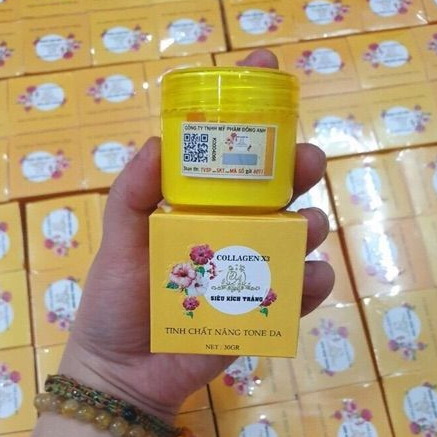 CÔNG TY TNHH MỸ PHẨM ĐÔNG ANH
COLLAGEN X3
SIÊU KÍCH TRẮNG
TINH CHẤT NÂNG TONE DA
NET : 30GR